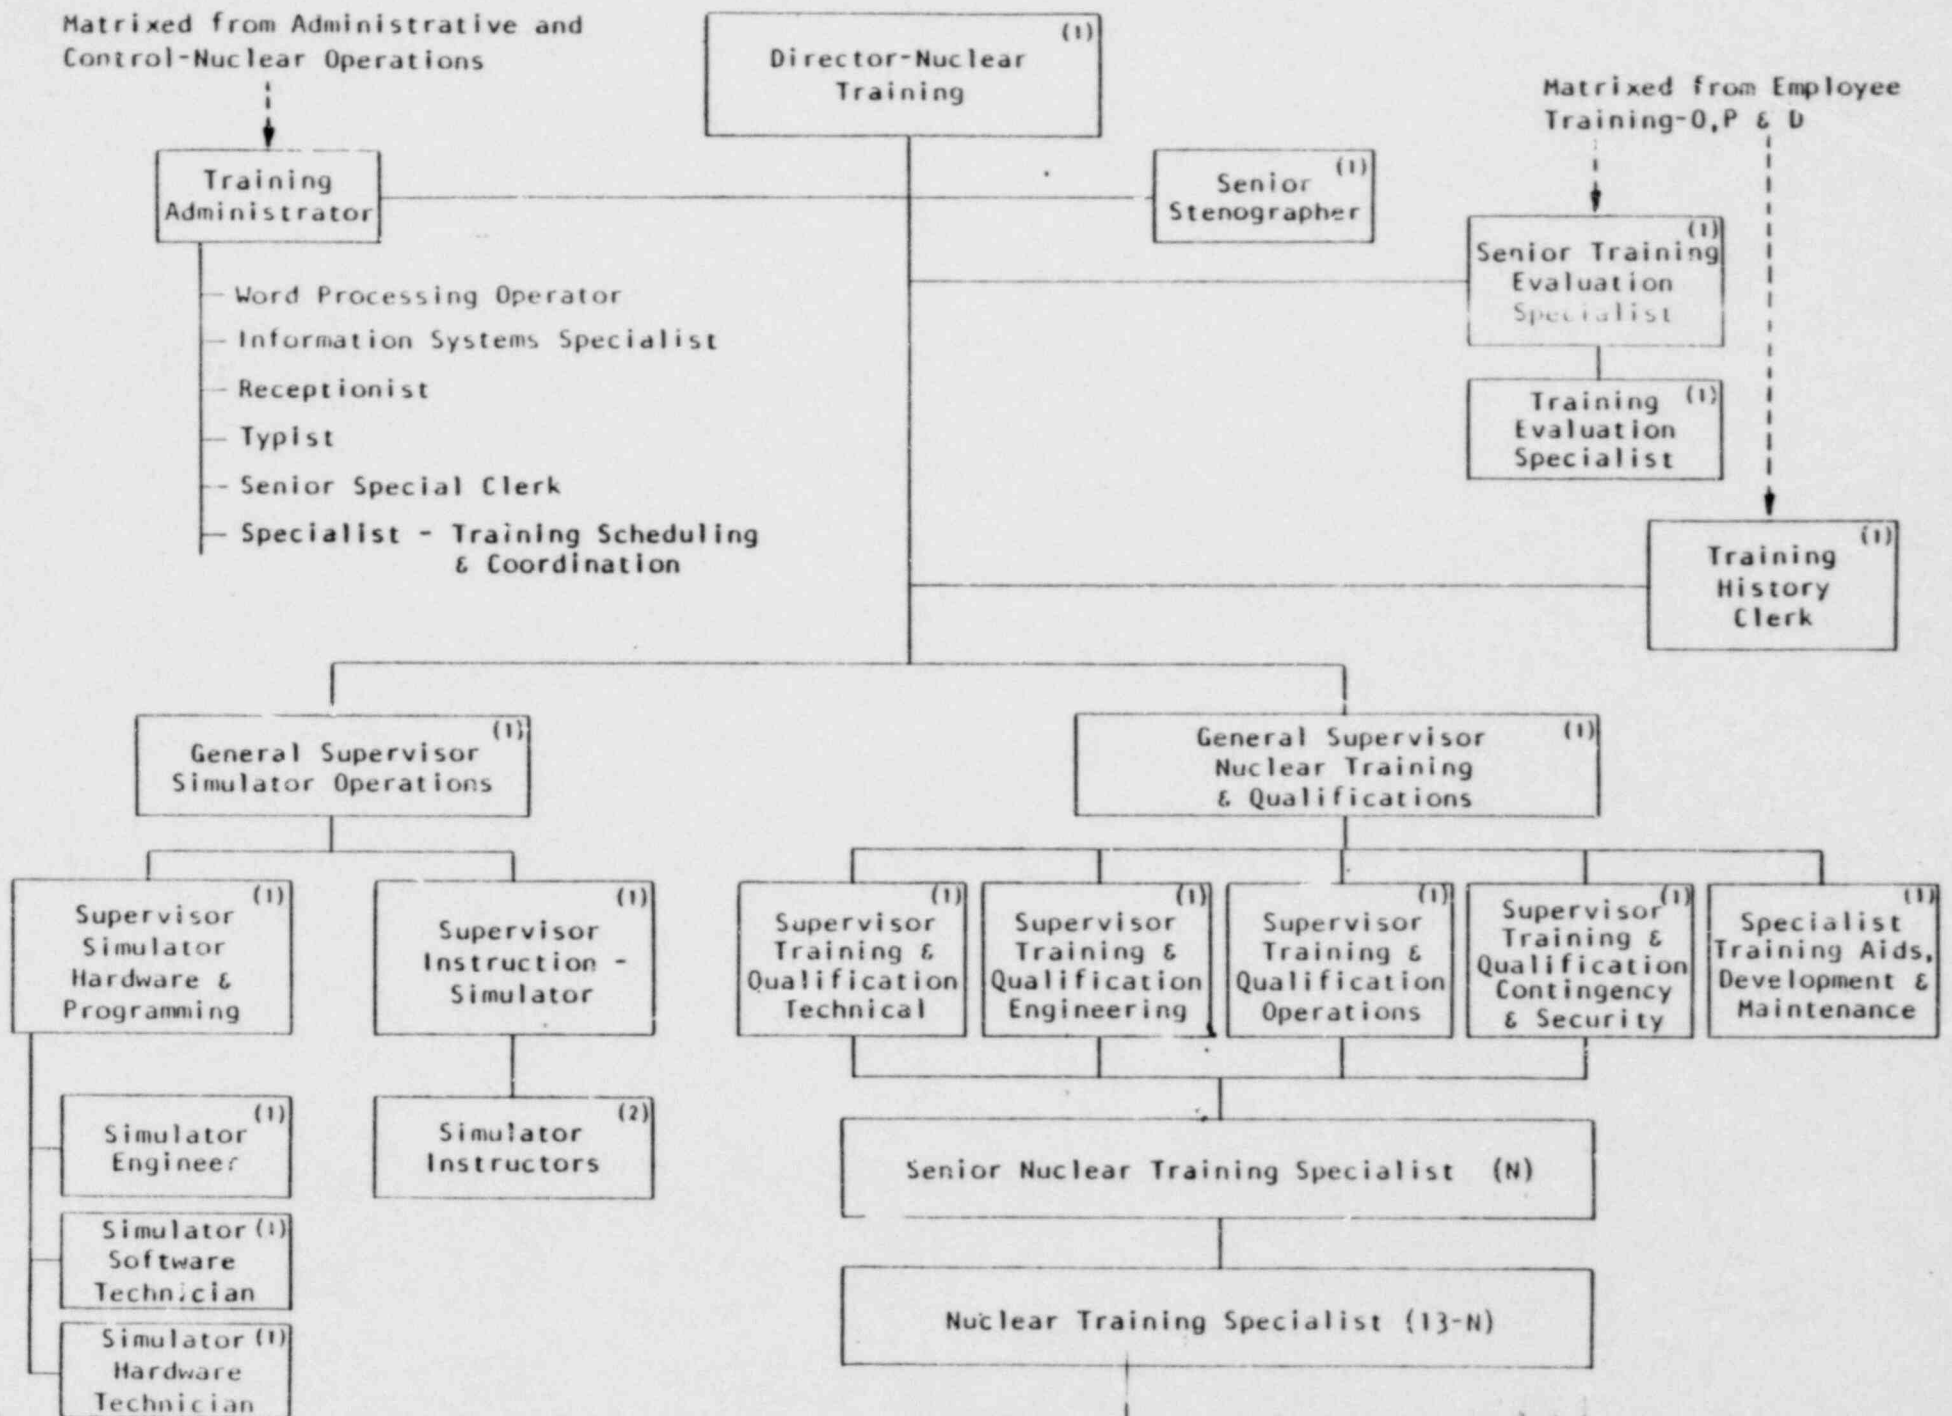 Matrixed from Administrative and
Control-Nuclear Operations
(1)
Director-Nuclear
Training
Matrixed from Employee
Training-O,P & D
Training
Administrator
(1)
Senior
Stenographer
(1)
Senior Training
Evaluation
Specialist
Word Processing Operator
Information Systems Specialist
Receptionist
Typist
Senior Special Clerk
Specialist - Training Scheduling
& Coordination
Training (1)
Evaluation
Specialist
(1)
Training
History
Clerk
(1)
General Supervisor
Simulator Operations
General Supervisor (1)
Nuclear Training
& Qualifications
(1)
Supervisor
Simulator
Hardware &
Programming
(1)
Supervisor
Instruction -
Simulator
(1)
Supervisor
Training &
Qualification
Technical
(1)
Supervisor
Training &
Qualification
Engineering
(1)
Supervisor
Training &
Qualification
Operations
(1)
Supervisor
Training &
Qualification
Contingency
& Security
(1)
Specialist
Training Aids,
Development &
Maintenance
(1)
Simulator
Engineer
(2)
Simulator
Instructors
Senior Nuclear Training Specialist (N)
Simulator (1)
Software
Technician
Nuclear Training Specialist (13-N)
Simulator (1)
Hardware
Technician